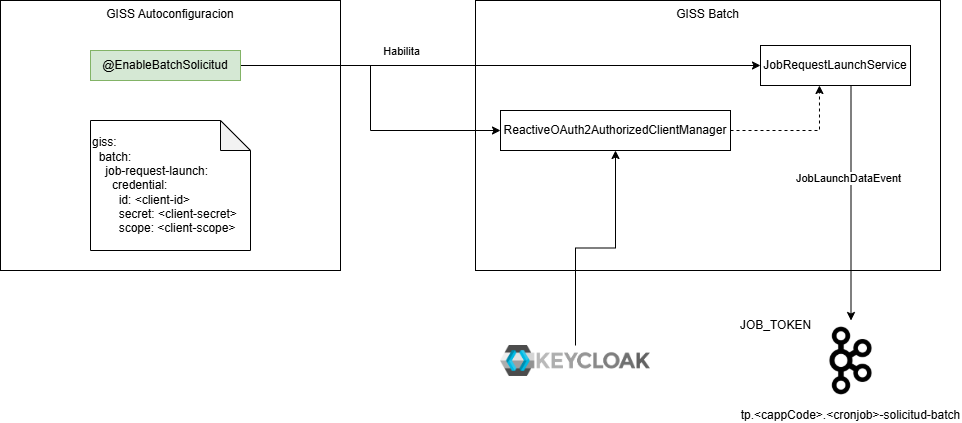 GISS Autoconfiguracion
GISS Batch
@EnableBatchSolicitud
Habilita
JobRequestLaunchService
ReactiveOAuth2AuthorizedClientManager
giss:
  batch:
    job-request-launch:
      credential:
        id: <client-id>
        secret: <client-secret>
        scope: <client-scope>
JobLaunchDataEvent
JOB_TOKEN
KEYCLOAK
tp.<cappCode>.<cronjob>-solicitud-batch